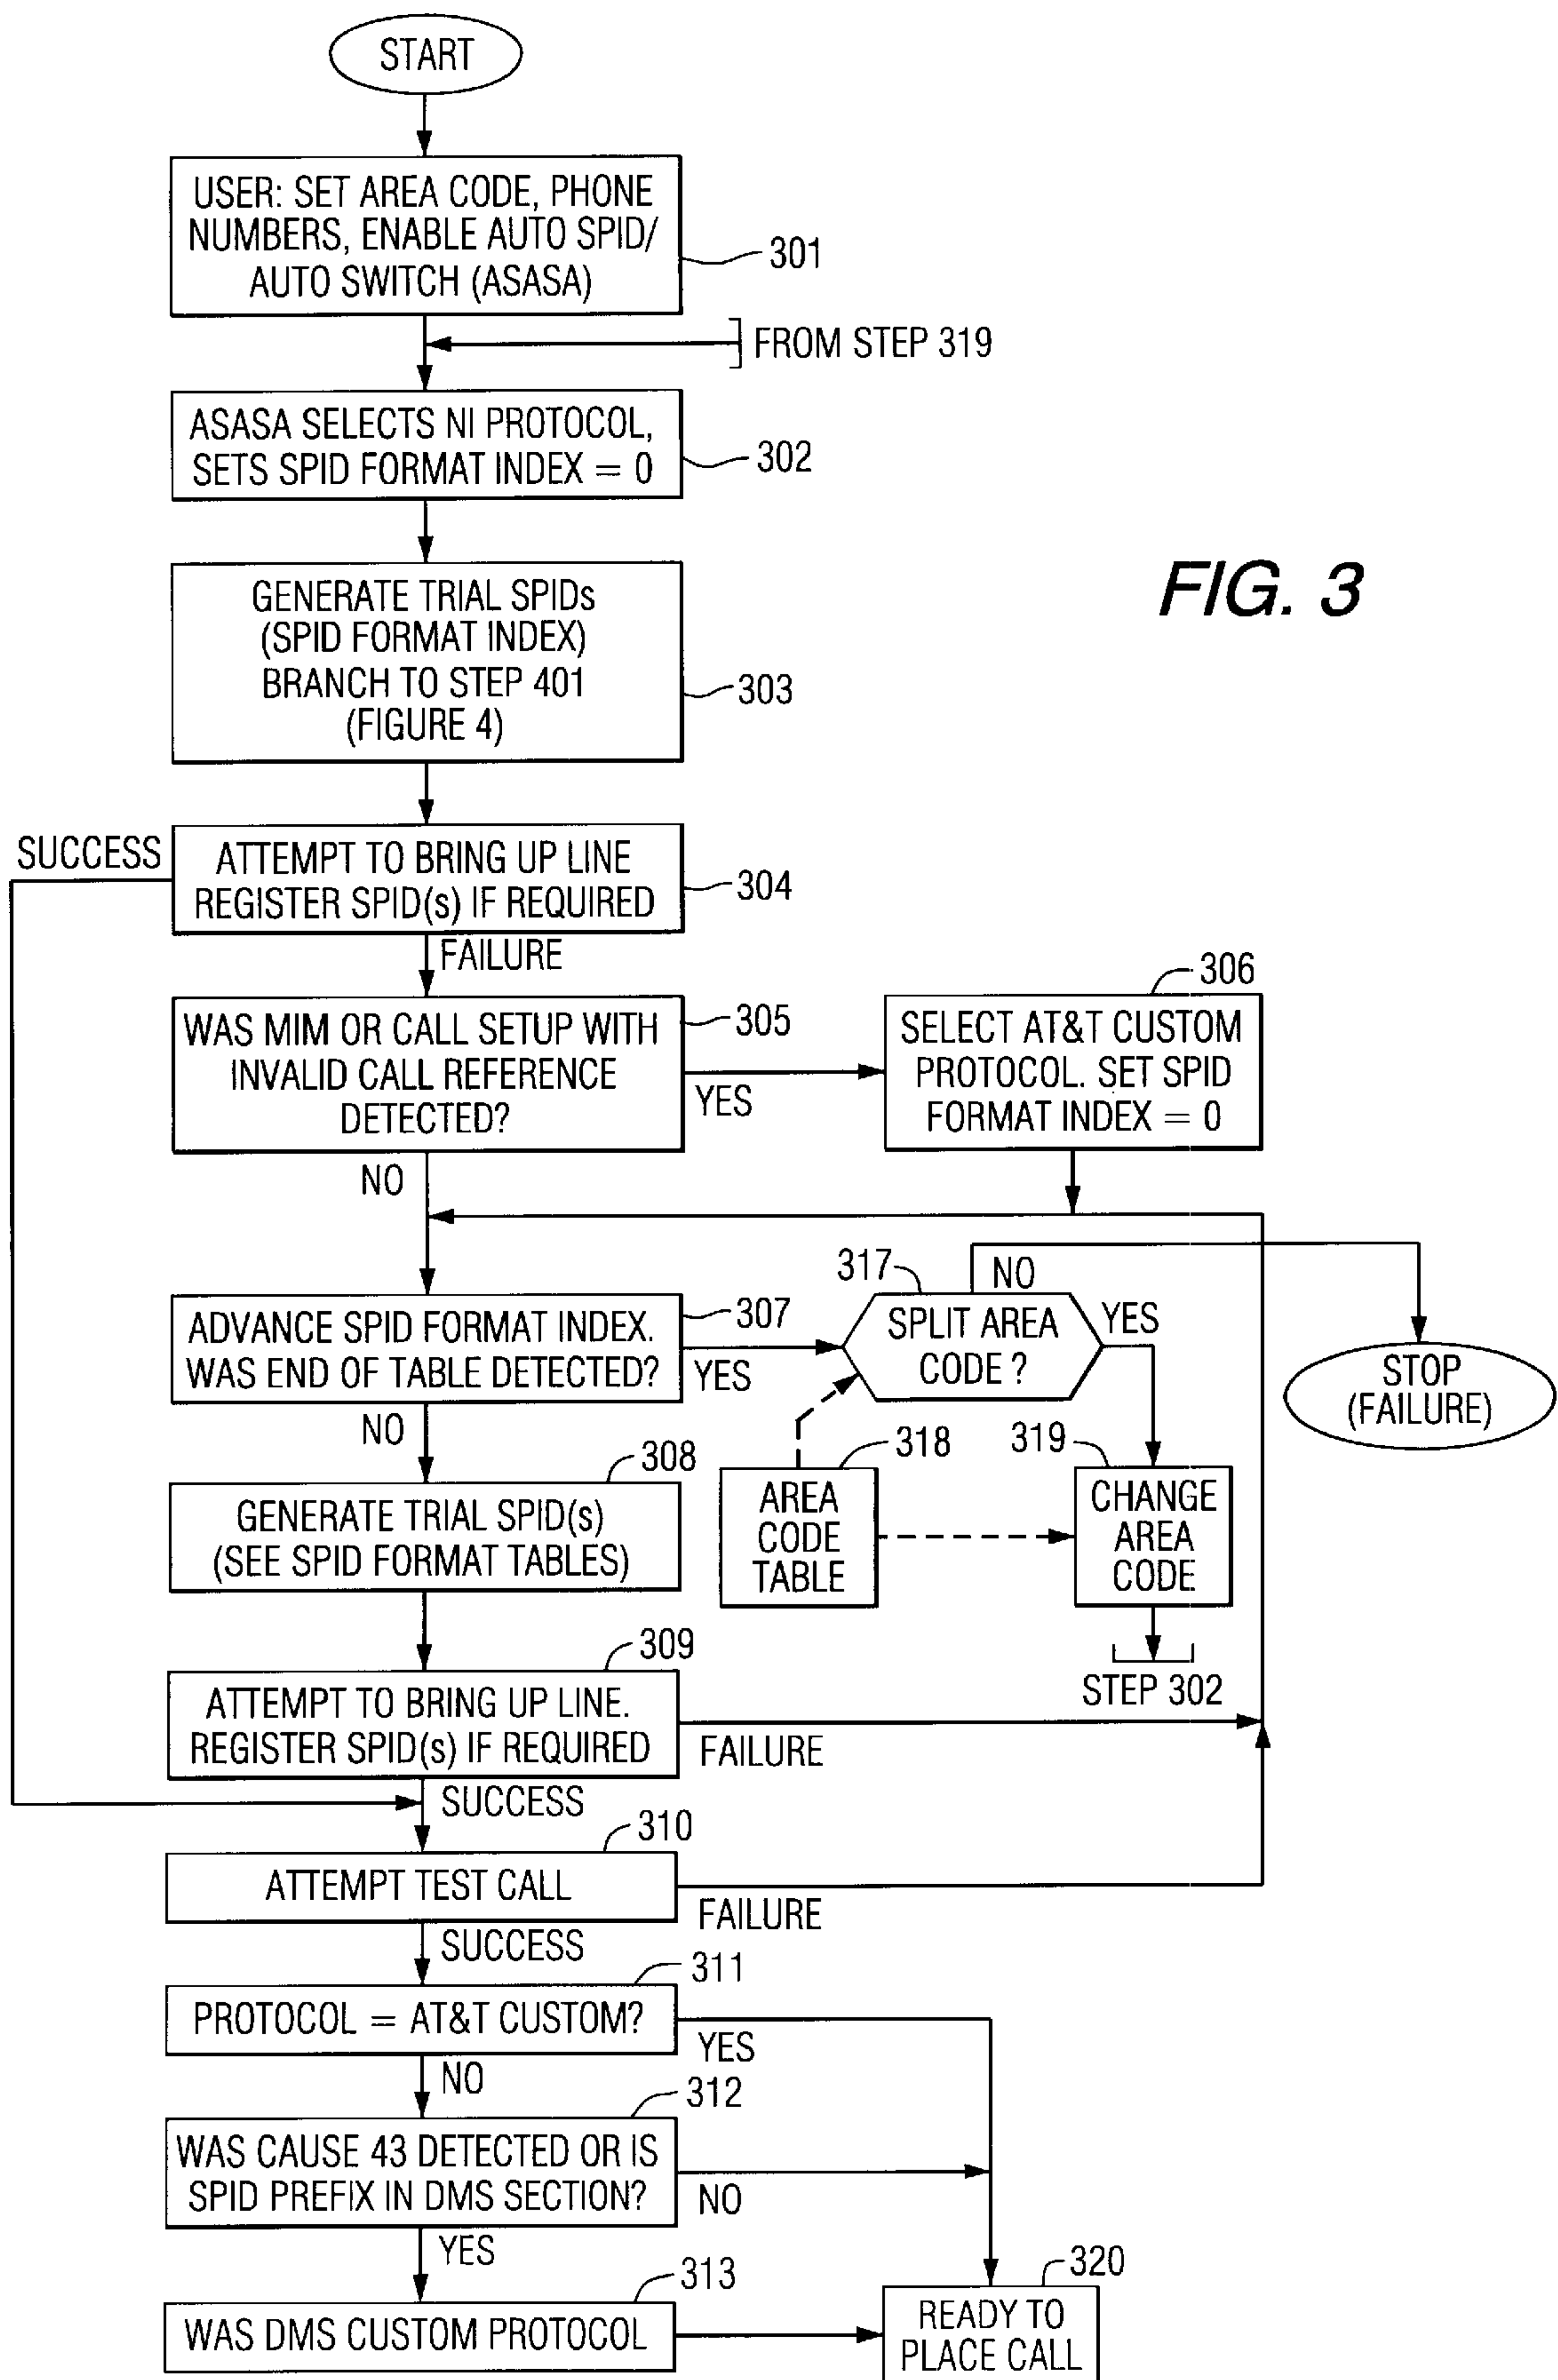 START
USER: SET AREA CODE, PHONE
NUMBERS, ENABLE AUTO SPID/
AUTO SWITCH (ASASA)
301
FROM STEP 319
ASASA SELECTS NI PROTOCOL,
SETS SPID FORMAT INDEX = 0
302
FIG. 3
GENERATE TRIAL SPIDs
(SPID FORMAT INDEX)
BRANCH TO STEP 401
(FIGURE 4)
303
SUCCESS
ATTEMPT TO BRING UP LINE
REGISTER SPID(s) IF REQUIRED
304
FAILURE
WAS MIM OR CALL SETUP WITH
INVALID CALL REFERENCE
DETECTED?
305
YES
306
SELECT AT&T CUSTOM
PROTOCOL. SET SPID
FORMAT INDEX = 0
NO
ADVANCE SPID FORMAT INDEX.
WAS END OF TABLE DETECTED?
307
YES
317
SPLIT AREA
CODE ?
NO
YES
STOP
(FAILURE)
NO
308
GENERATE TRIAL SPID(s)
(SEE SPID FORMAT TABLES)
318
AREA
CODE
TABLE
319
CHANGE
AREA
CODE
STEP 302
309
ATTEMPT TO BRING UP LINE.
REGISTER SPID(s) IF REQUIRED
FAILURE
SUCCESS
310
ATTEMPT TEST CALL
FAILURE
SUCCESS
311
PROTOCOL = AT&T CUSTOM?
YES
NO
312
WAS CAUSE 43 DETECTED OR IS
SPID PREFIX IN DMS SECTION?
NO
YES
313
WAS DMS CUSTOM PROTOCOL
320
READY TO
PLACE CALL